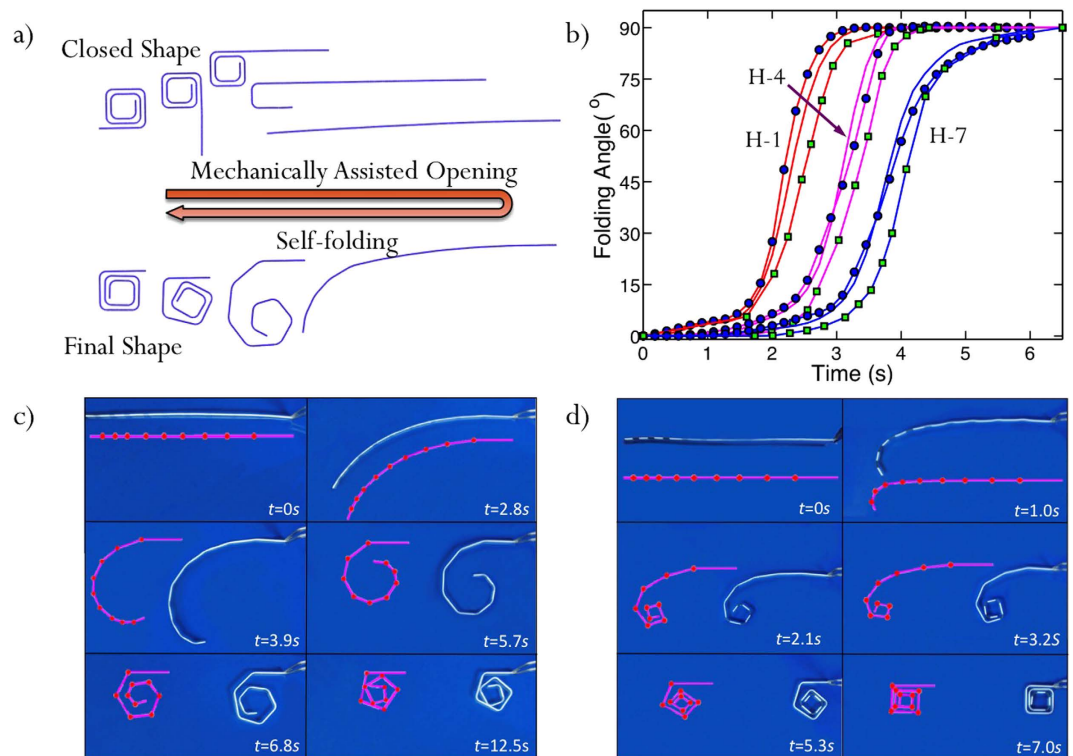 a)
Closed Shape
Mechanically Assisted Opening
Self-folding
Final Shape
b)
90
75
60
45
30
15
0
Folding Angle( °)
H-4
H-1
H-7
0 1 2 3 4 5 6
Time (s)
c)
t=0s
t=2.8s
t=3.9s
t=5.7s
t=6.8s
t=12.5s
d)
t=0s
t=1.0s
t=2.1s
t=3.2S
t=5.3s
t=7.0s